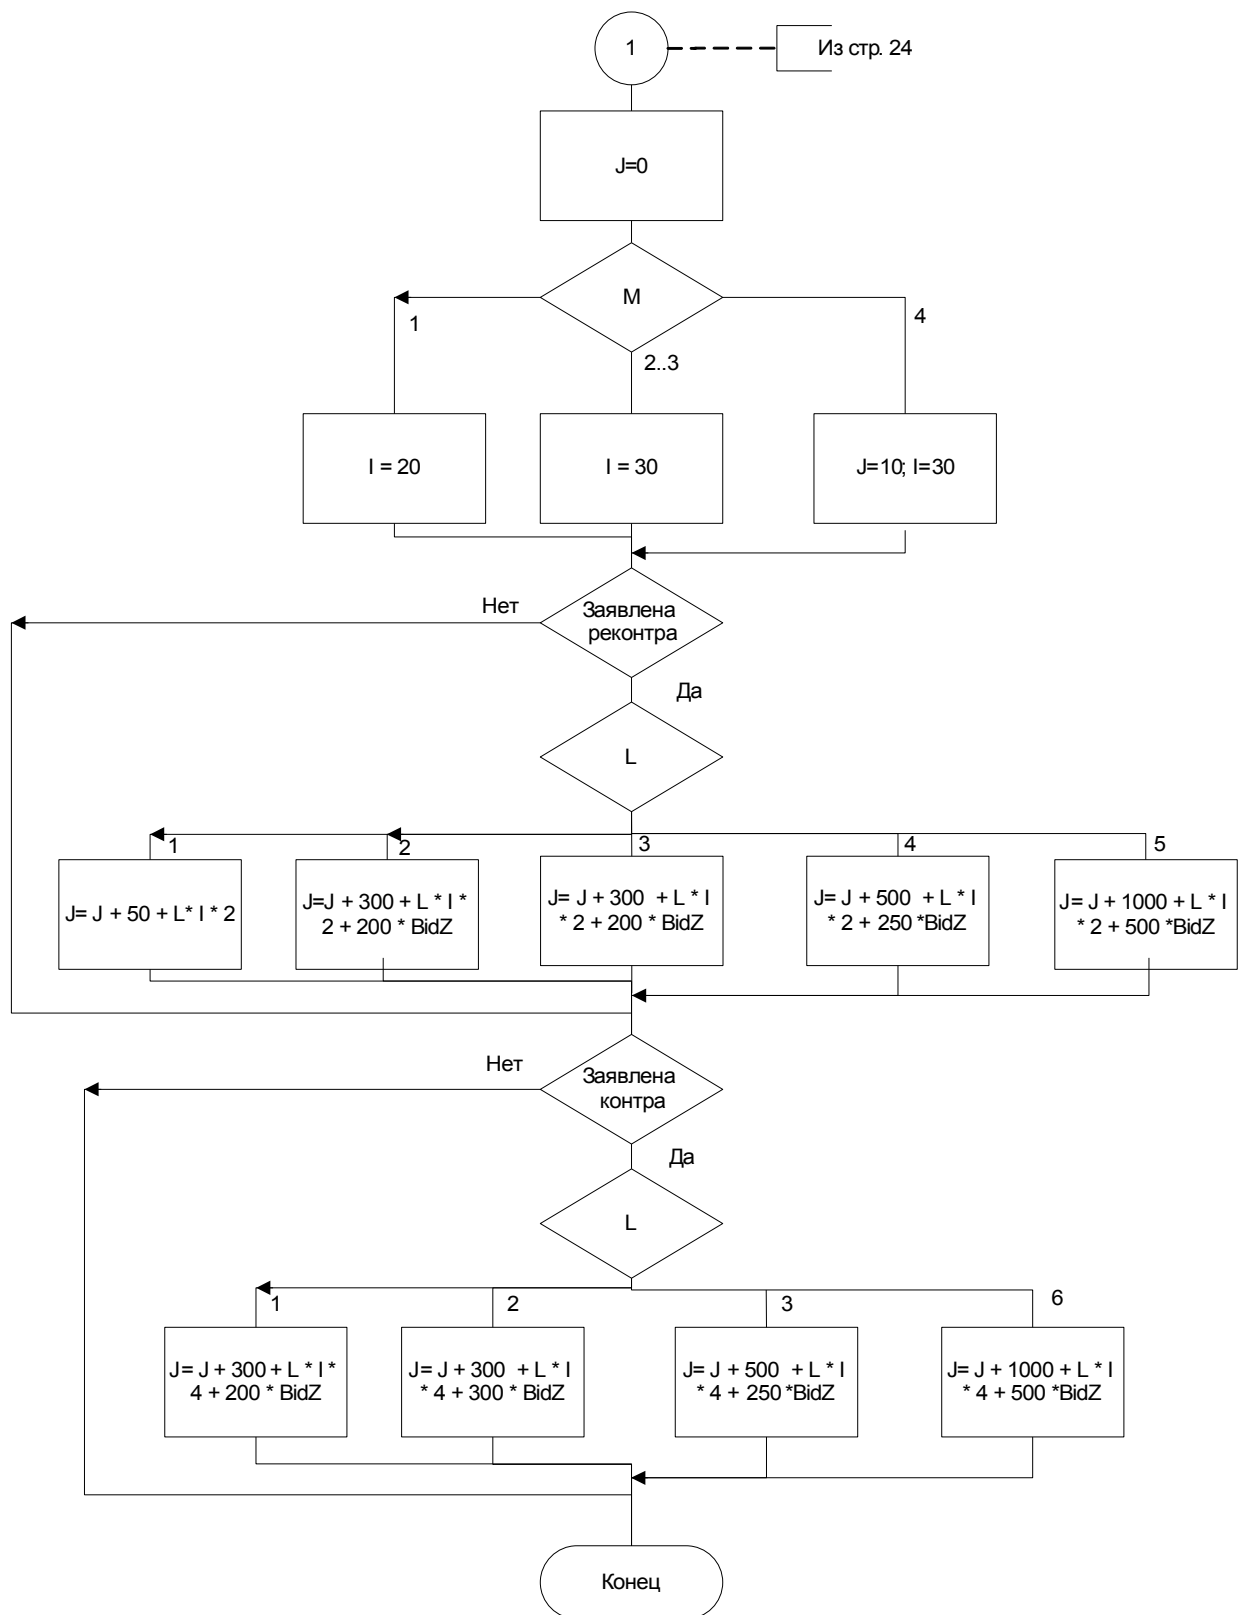 1
Из стр. 24
J=0
M
1
4
2..3
I = 20
I = 30
J=10; I=30
Нет
Заявлена
реконтра
Да
L
1
2
3
4
5
J= J + 50 + L* I * 2
J=J + 300 + L * I *
2 + 200 * BidZ
J= J + 300 + L * I
* 2 + 200 * BidZ
J= J + 500 + L * I
* 2 + 250 *BidZ
J= J + 1000 + L * I
* 2 + 500 *BidZ
Нет
Заявлена
контра
Да
L
1
2
3
6
J= J + 300 + L * I *
4 + 200 * BidZ
J= J + 300 + L * I
* 4 + 300 * BidZ
J= J + 500 + L * I
* 4 + 250 *BidZ
J= J + 1000 + L * I
* 4 + 500 *BidZ
Конец